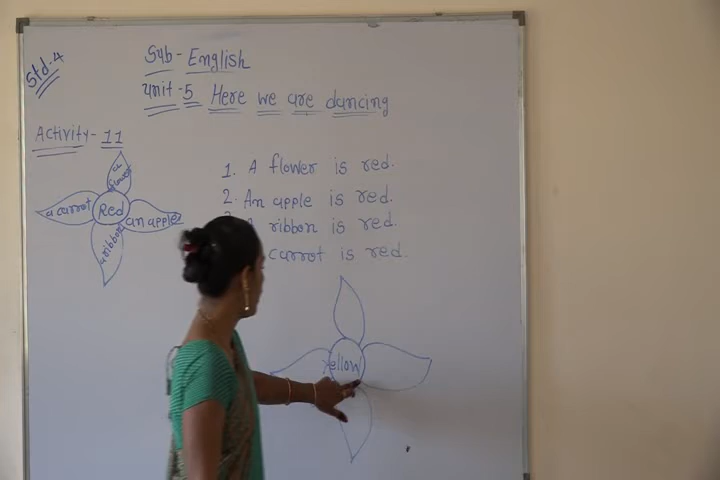 Std. 4
Sub - English
Unit - 5 Here we are dancing
Activity - 11
a flower
a carrot
Red
an apple
a ribbon
1. A flower is red.
2. An apple is red.
ribbon is red.
carrot is red.
Yellow